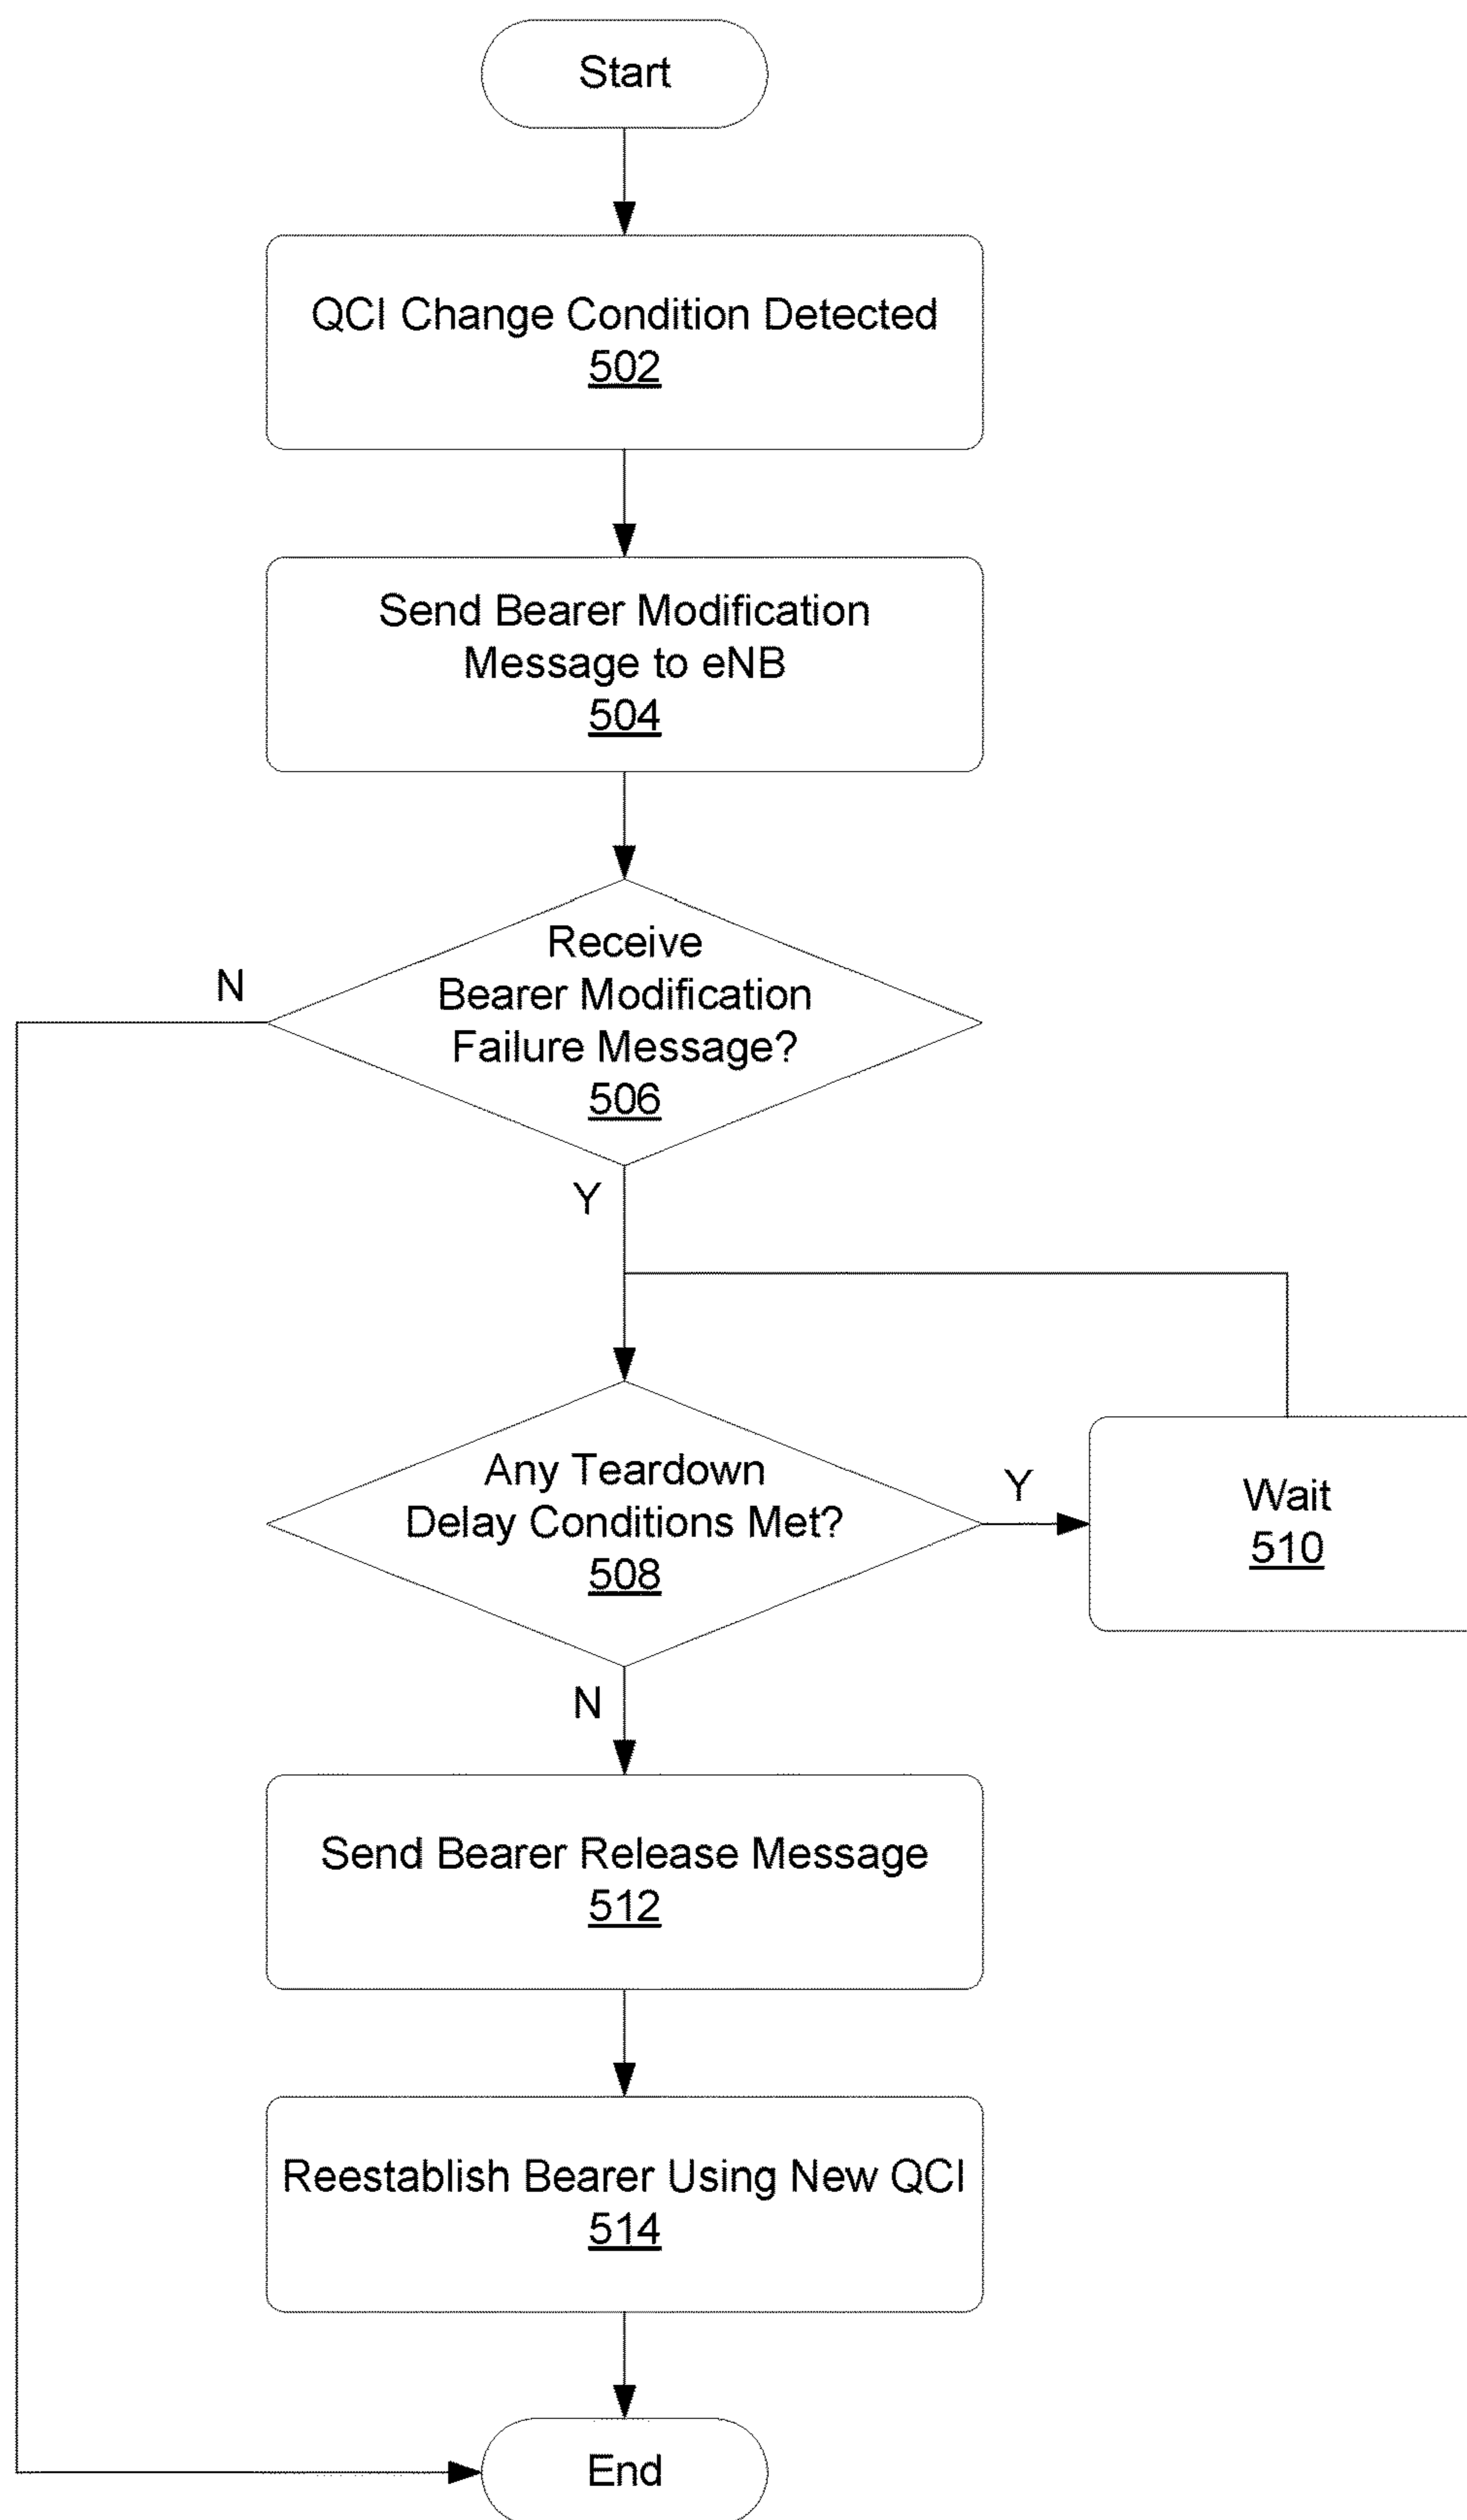 Start
QCI Change Condition Detected
502
Send Bearer Modification
Message to eNB
504
Receive
Bearer Modification
Failure Message?
506
N
Y
Any Teardown
Delay Conditions Met?
508
Y
Wait
510
N
Send Bearer Release Message
512
Reestablish Bearer Using New QCI
514
End